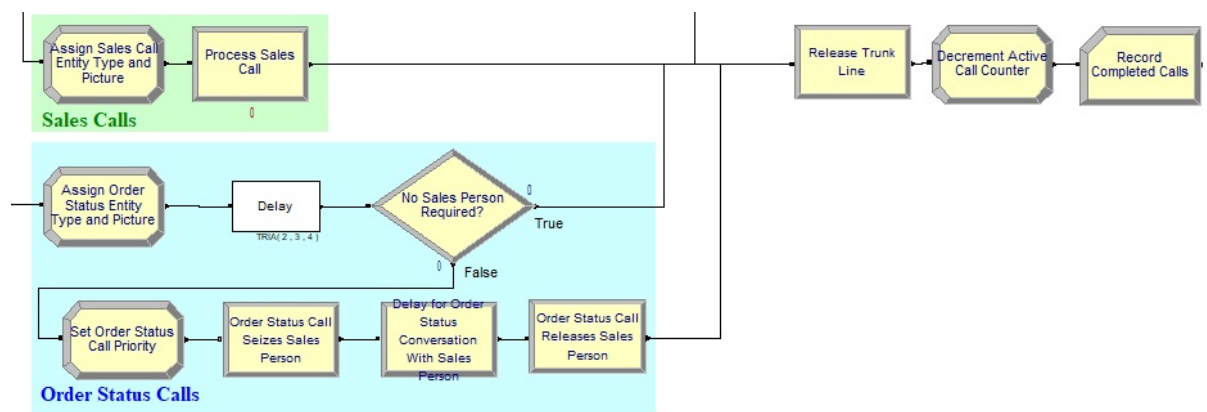 Assign Sales Call
Entity Type and
Picture
Process Sales
Call
0
Sales Calls
Release Trunk
Line
Decrement Active
Call Counter
Record
Completed Calls
Assign Order
Status Entity
Type and Picture
Delay
TRIA( 2 , 3 , 4 )
No Sales Person
Required?
0
True
0
False
Set Order Status
Call Priority
Order Status Call
Seizes Sales
Person
Delay for Order
Status
Conversation
With Sales
Person
Order Status Call
Releases Sales
Person
Order Status Calls